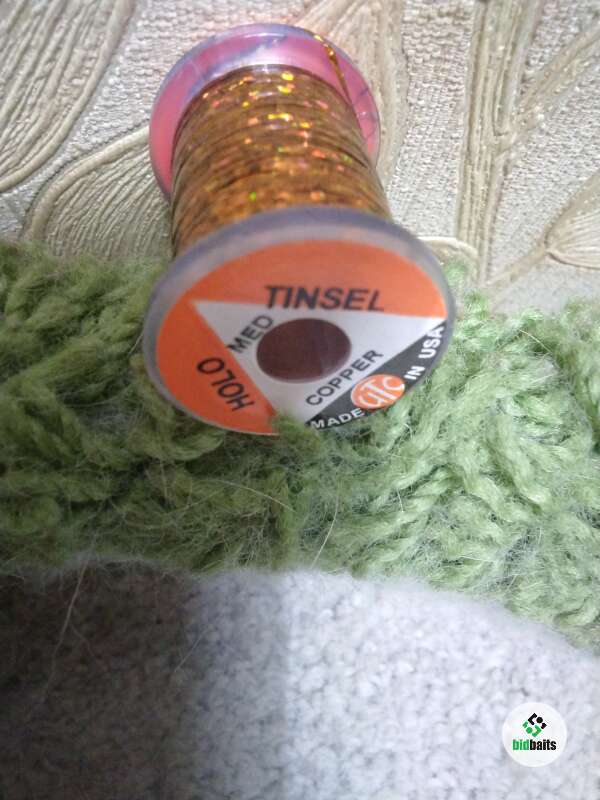 TINSEL
HOLO
MED
COPPER
MADE UTC IN USA
bidbaits